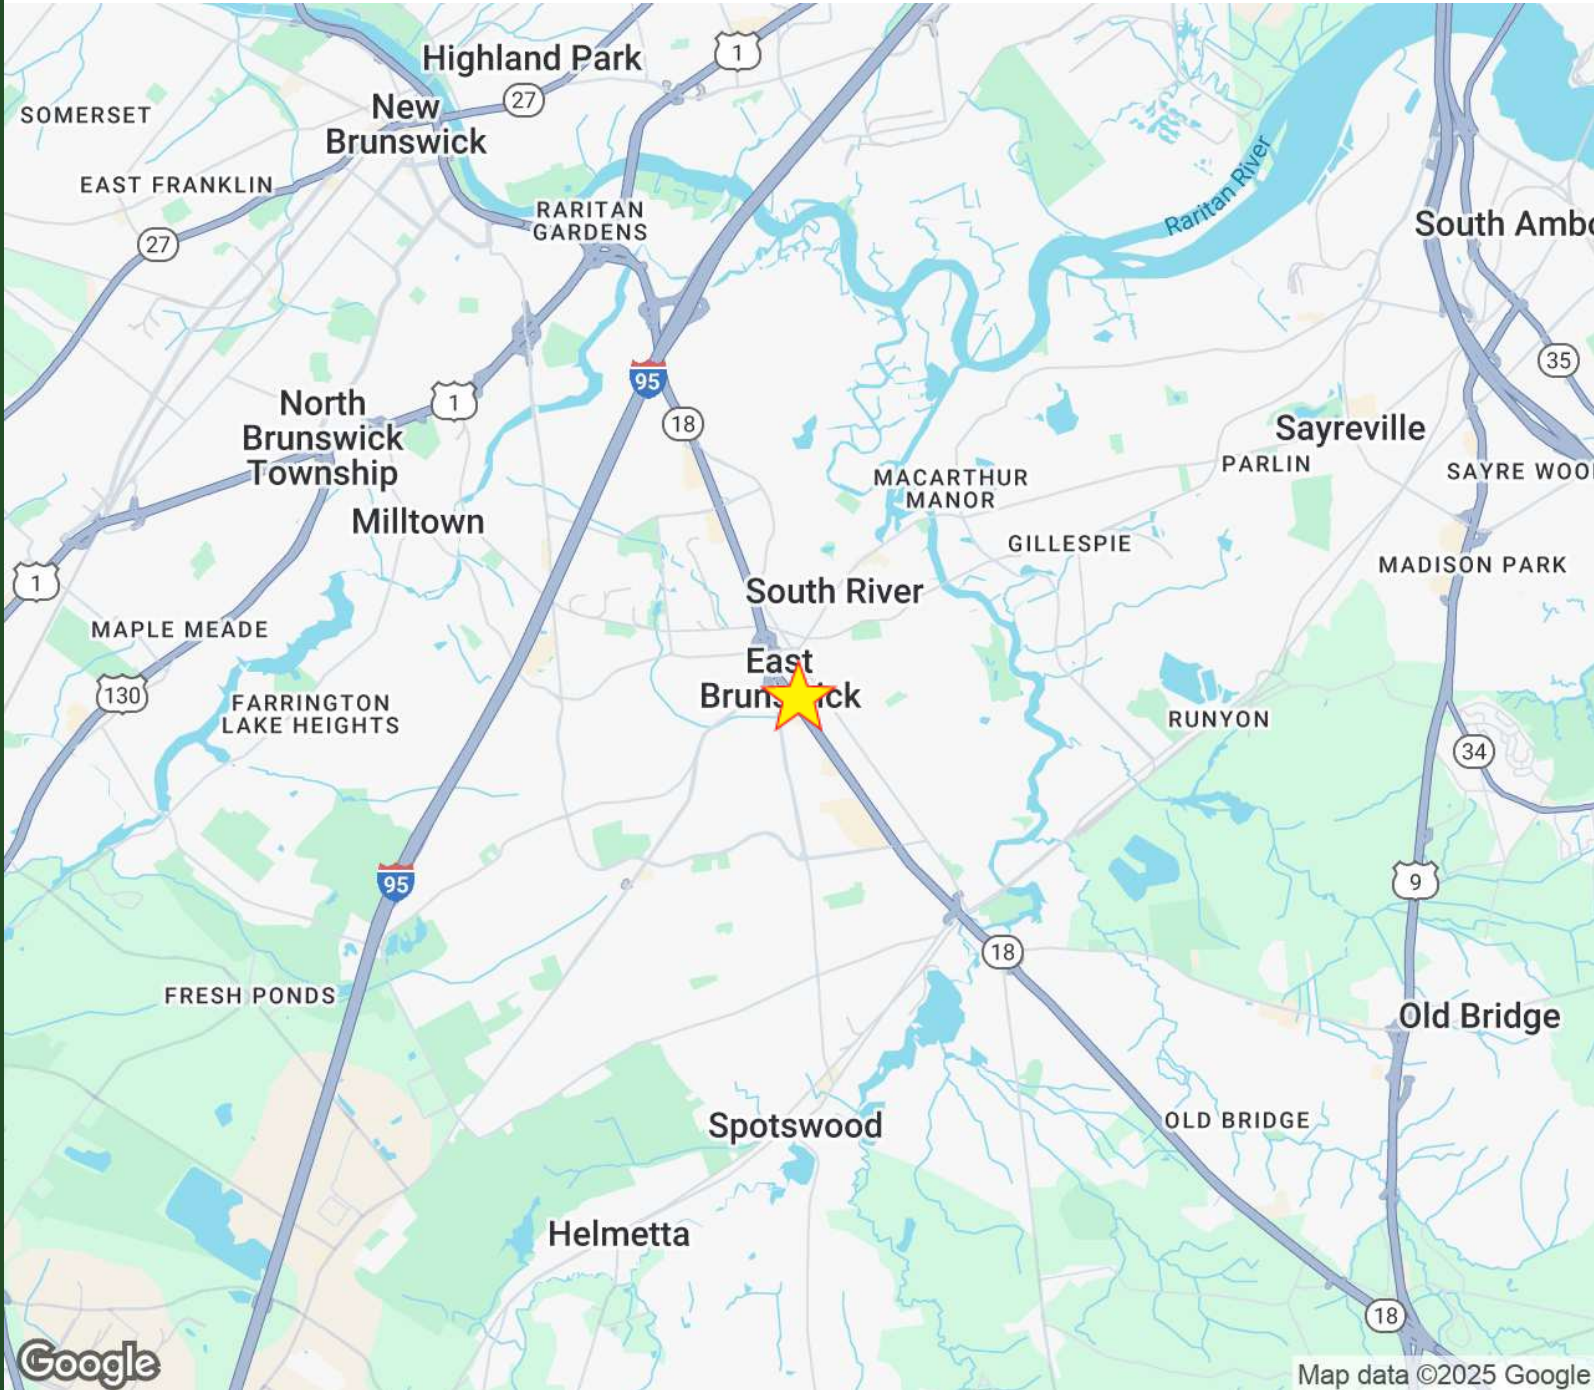 Highland Park
1
27
SOMERSET
New
Brunswick
EAST FRANKLIN
Raritan River
RARITAN
GARDENS
South Ambo
27
35
95
1
18
North
Brunswick
Township
Sayreville
PARLIN
SAYRE WOO
MACARTHUR
MANOR
Milltown
GILLESPIE
MADISON PARK
1
South River
MAPLE MEADE
East
Brunswick
130
FARRINGTON
LAKE HEIGHTS
RUNYON
34
95
9
18
FRESH PONDS
Old Bridge
Spotswood
OLD BRIDGE
Helmetta
18
Google
Map data ©2025 Google